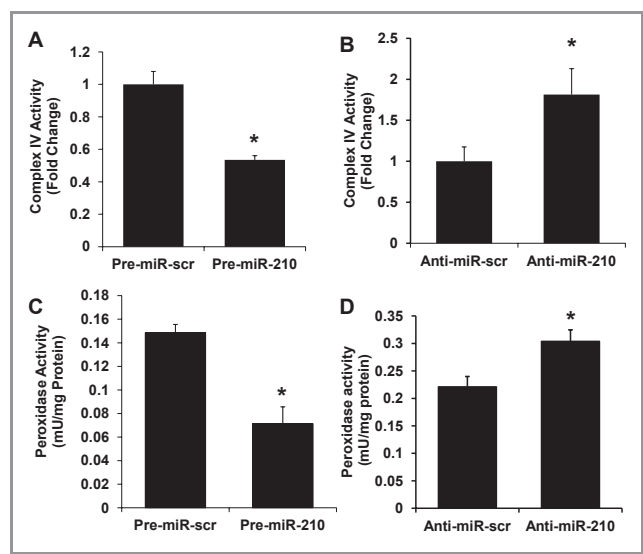 A
Complex IV Activity
(Fold Change)
1.2
1
0.8
0.6
0.4
0.2
0
*
Pre-miR-scr Pre-miR-210
B
Complex IV Activity
(Fold Change)
2.5
2
1.5
1
0.5
0
*
Anti-miR-scr Anti-miR-210
C
Peroxidase Activity
(mU/mg Protein)
0.18
0.16
0.14
0.12
0.1
0.08
0.06
0.04
0.02
0
*
Pre-miR-scr Pre-miR-210
D
Peroxidase activity
(mU/mg protein)
0.35
0.3
0.25
0.2
0.15
0.1
0.05
0
*
Anti-miR-scr Anti-miR-210